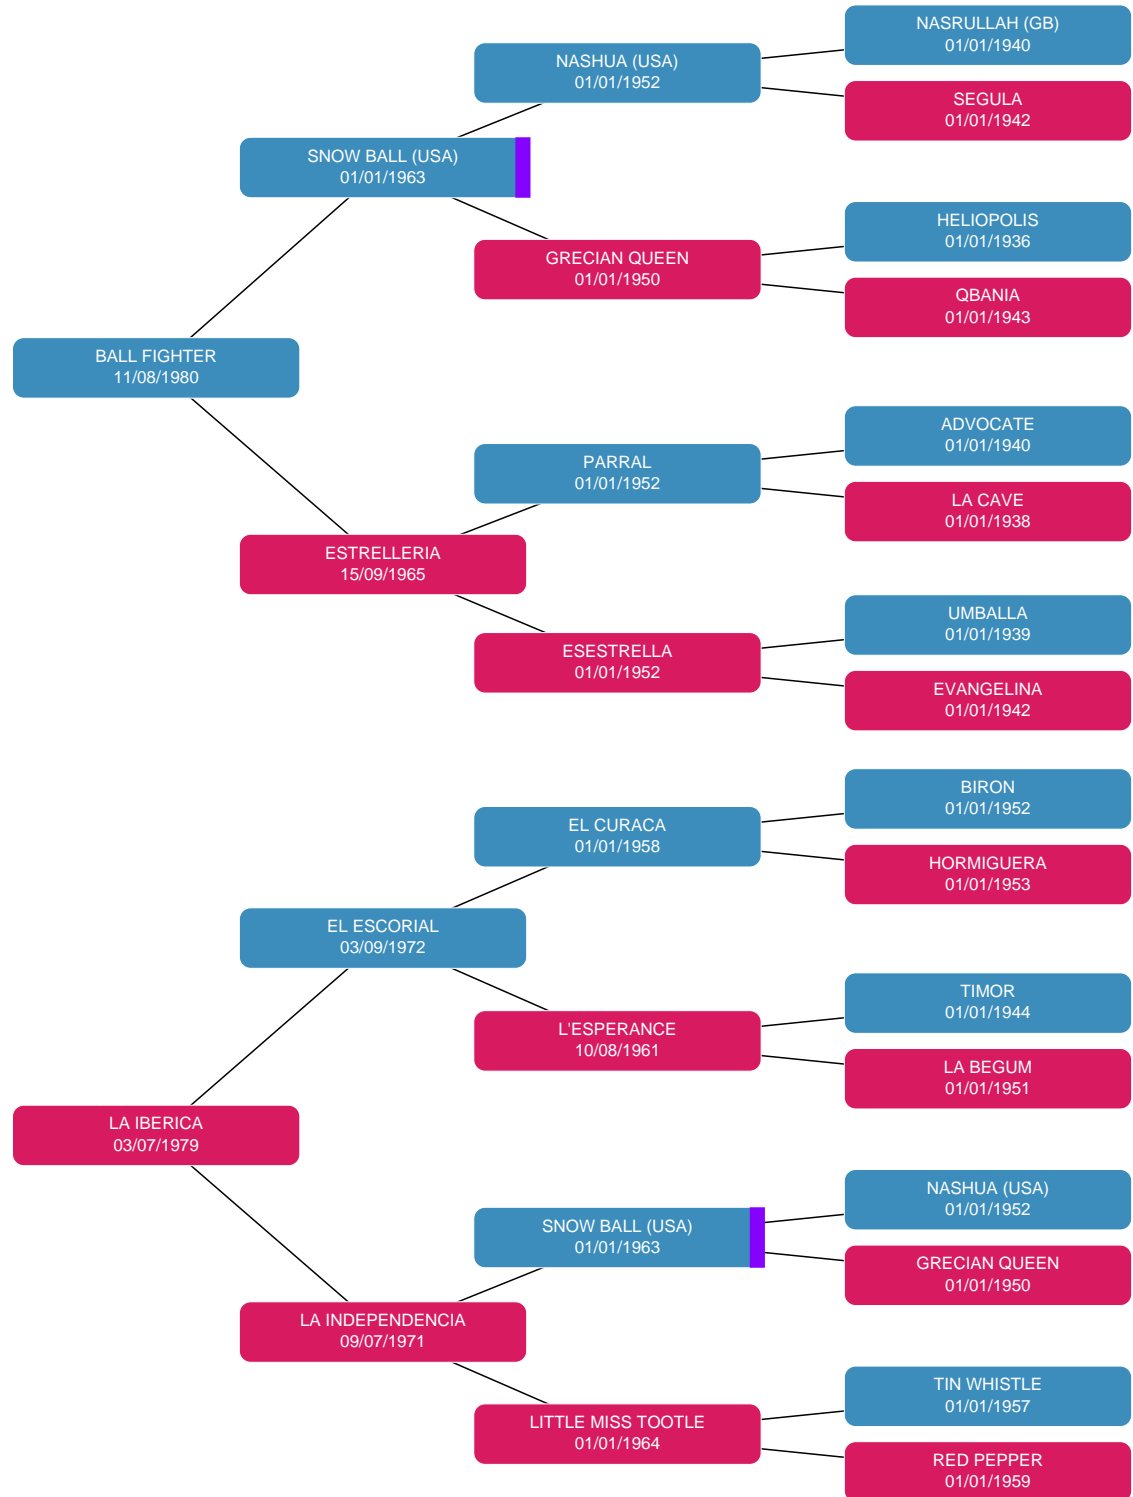 NASRULLAH (GB)
01/01/1940
NASHUA (USA)
01/01/1952
SEGULA
01/01/1942
SNOW BALL (USA)
01/01/1963
HELIOPOLIS
01/01/1936
GRECIAN QUEEN
01/01/1950
QBANIA
01/01/1943
BALL FIGHTER
11/08/1980
ADVOCATE
01/01/1940
PARRAL
01/01/1952
LA CAVE
01/01/1938
ESTRELLERIA
15/09/1965
UMBALLA
01/01/1939
ESESTRELLA
01/01/1952
EVANGELINA
01/01/1942
BIRON
01/01/1952
EL CURACA
01/01/1958
HORMIGUERA
01/01/1953
EL ESCORIAL
03/09/1972
TIMOR
01/01/1944
L'ESPERANCE
10/08/1961
LA BEGUM
01/01/1951
LA IBERICA
03/07/1979
NASHUA (USA)
01/01/1952
SNOW BALL (USA)
01/01/1963
GRECIAN QUEEN
01/01/1950
LA INDEPENDENCIA
09/07/1971
TIN WHISTLE
01/01/1957
LITTLE MISS TOOTLE
01/01/1964
RED PEPPER
01/01/1959